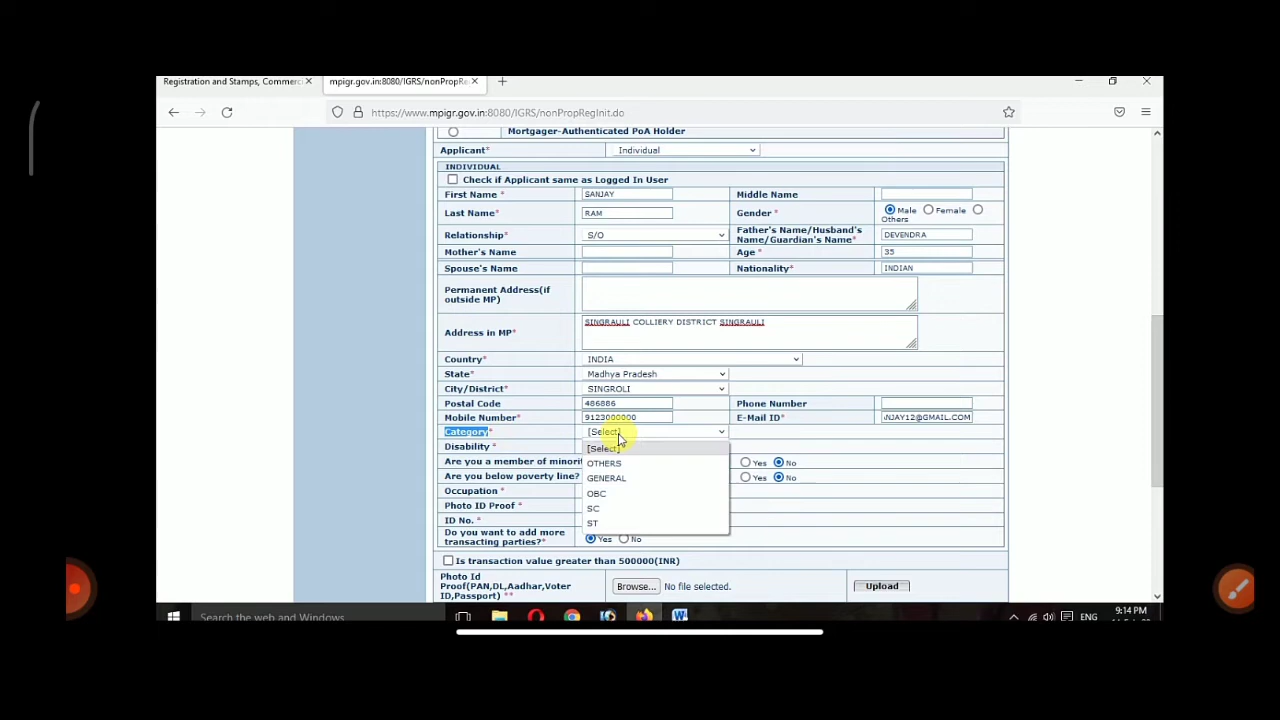 Registration and Stamps, Commerc
mpigr.gov.in:8080/IGRS/nonPropRe
https://www.mpigr.gov.in:8080/IGRS/nonPropRegInit.do
Mortgager-Authenticated PoA Holder
Applicant* Individual
INDIVIDUAL
Check if Applicant same as Logged In User
First Name * SANJAY Middle Name
Last Name * RAM Gender * Male Female
Others
Relationship * S/O Father's Name/Husband's Name/Guardian's Name* DEVENDRA
Mother's Name Age * 35
Spouse's Name Nationality* INDIAN
Permanent Address(if outside MP)
Address in MP* SINGRAULI COLLIERY DISTRICT SINGRAULI
Country* INDIA
State* Madhya Pradesh
City/District* SINGROLI
Postal Code 486886 Phone Number
Mobile Number* 9123000000 E-Mail ID* NJAY12@GMAIL.COM
Category* [Select]
Disability * [Select]
Are you a member of minori OTHERS Yes No
Are you below poverty line? GENERAL Yes No
Occupation * OBC
Photo ID Proof * SC
ID No. * ST
Do you want to add more transacting parties? * Yes No
Is transaction value greater than 500000(INR)
Photo Id
Proof(PAN,DL,Aadhar,Voter
ID,Passport) **
Browse... No file selected. Upload
Search the web and Windows
ENG
9:14 PM